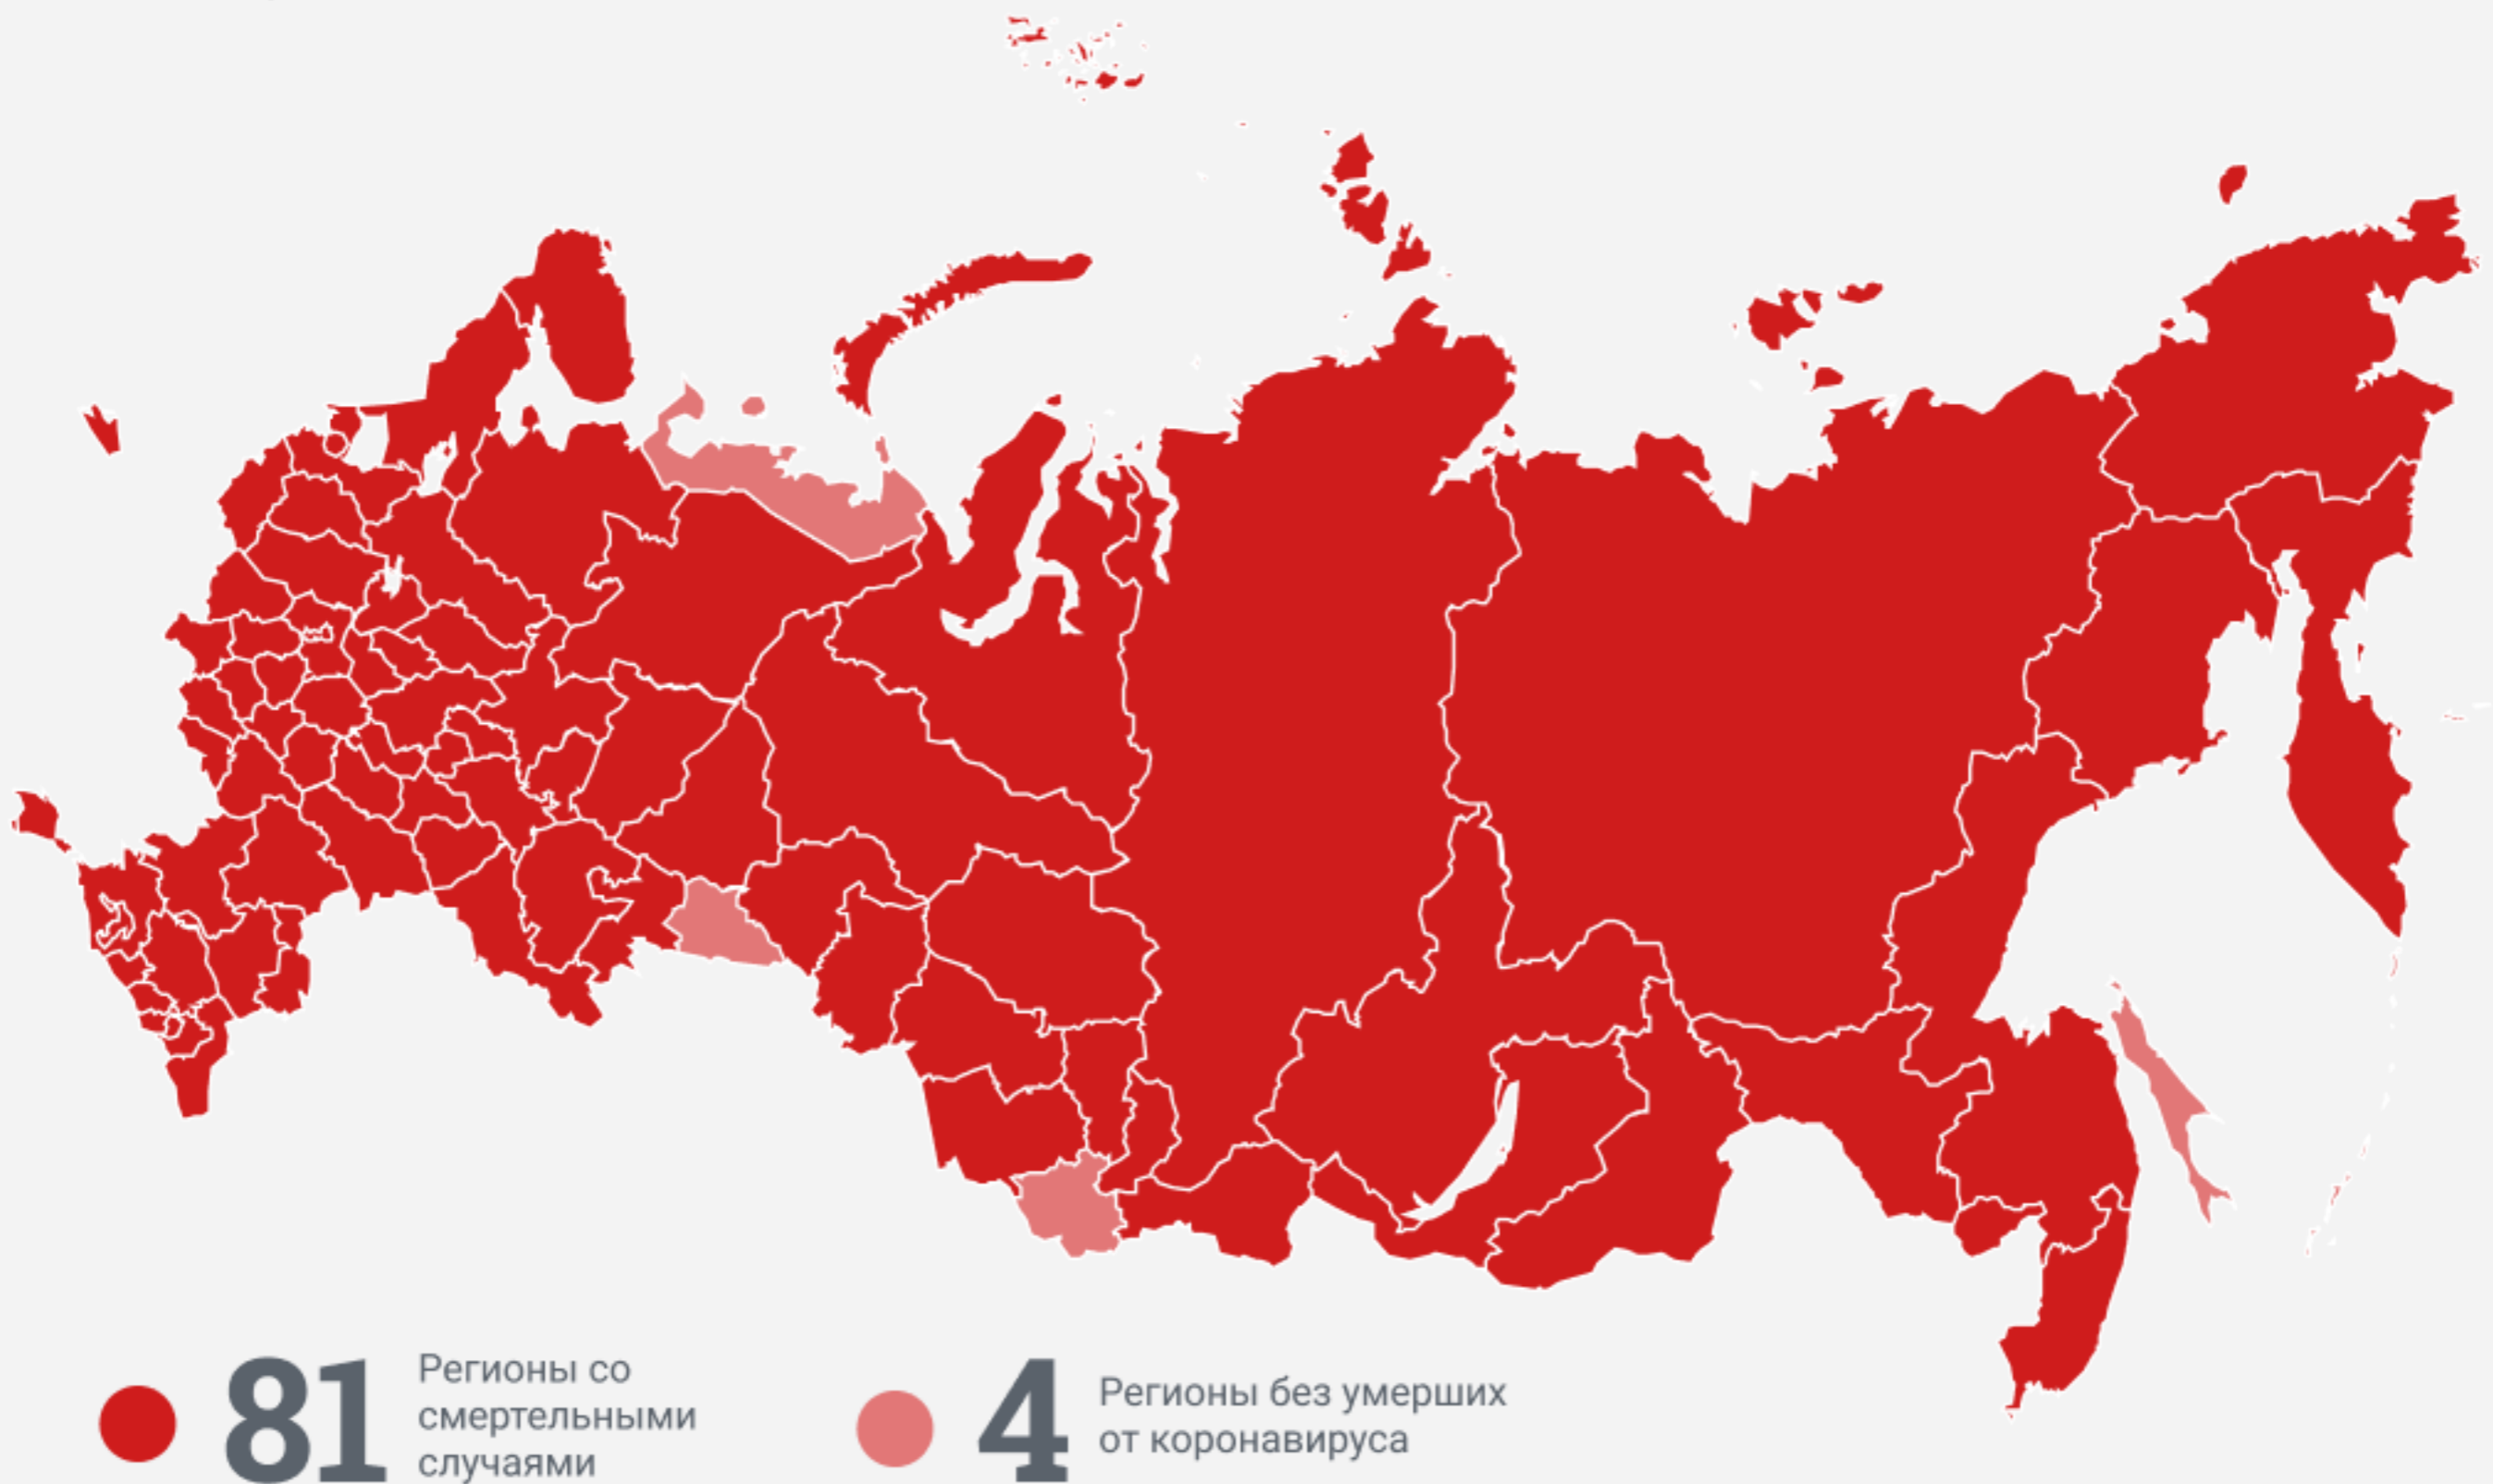 81
Регионы со
смертельными
случаями
4
Регионы без умерших
от коронавируса